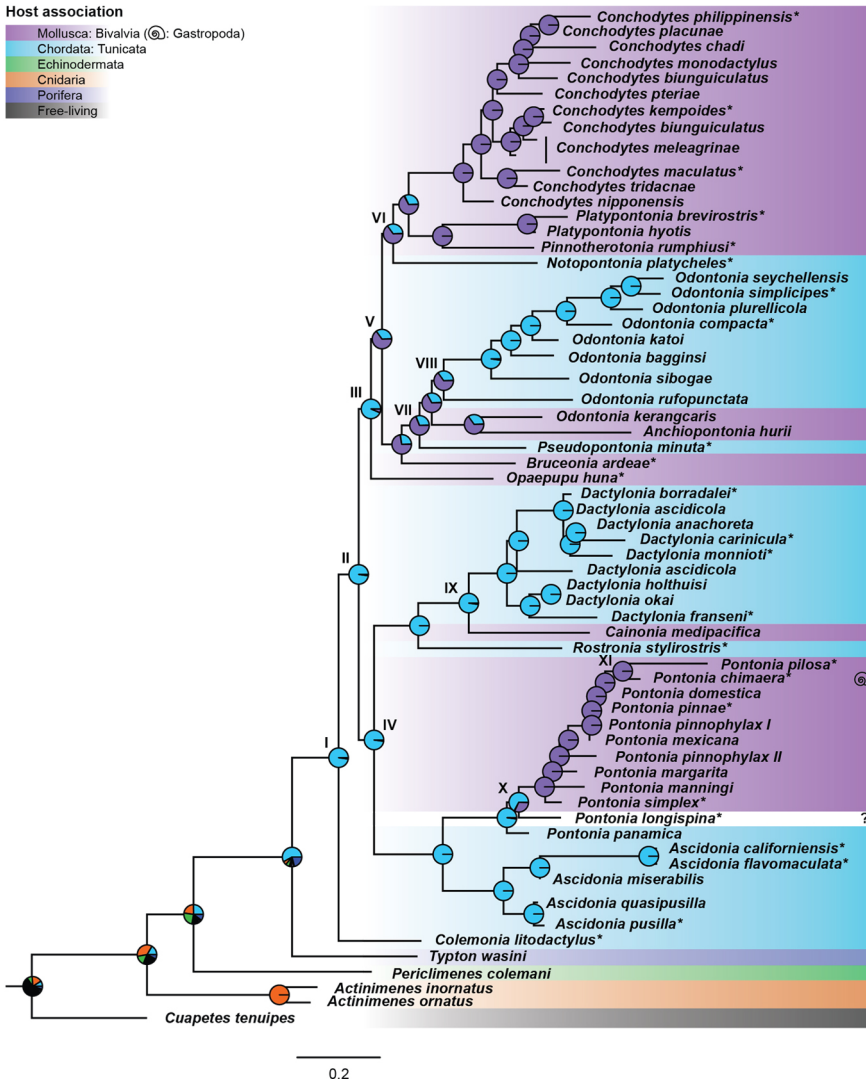 Host association
Mollusca: Bivalvia (: Gastropoda)
Chordata: Tunicata
Echinodermata
Cnidaria
Porifera
Free-living
Conchodytes philippinensis*
Conchodytes placunae
Conchodytes chadi
Conchodytes monodactylus
Conchodytes biunguiculatus
Conchodytes pteriae
Conchodytes kempoides*
Conchodytes biunguiculatus
Conchodytes meleagrinae
Conchodytes maculatus*
Conchodytes tridacnae
Conchodytes nipponensis
Platypontonia brevirostris*
VI
Platypontonia hyotis
Pinnotherotonia rumphiusi*
Notopontonia platycheles*
Odontonia seychellensis
Odontonia simplicipes*
Odontonia plurellicola
V
Odontonia compacta*
Odontonia katoi
Odontonia bagginsi
VIII
Odontonia sibogae
III
Odontonia rufopunctata
VII
Odontonia kerangcaris
Anchiopontonia hurii
Pseudopontonia minuta*
Bruceonia ardeae*
Opaepupu huna*
Dactylonia borradalei*
Dactylonia ascidicola
Dactylonia anachoreta
Dactylonia carinicula*
II
Dactylonia monnioti*
Dactylonia ascidicola
IX
Dactylonia holthuisi
Dactylonia okai
Dactylonia franseni*
Cainonia medipacifica
Rostronia stylirostris*
XI
Pontonia pilosa*
Pontonia chimaera*
Pontonia domestica
Pontonia pinnae*
IV
Pontonia pinnophylax I
I
Pontonia mexicana
Pontonia pinnophylax II
Pontonia margarita
X
Pontonia manningi
Pontonia simplex*
Pontonia longispina* ?
Pontonia panamica
Ascidonia californiensis*
Ascidonia flavomaculata*
Ascidonia miserabilis
Ascidonia quasipusilla
Ascidonia pusilla*
Colemonia litodactylus*
Typton wasini
Periclimenes colemani
Actinimenes inornatus
Actinimenes ornatus
Cuapetes tenuipes
0.2